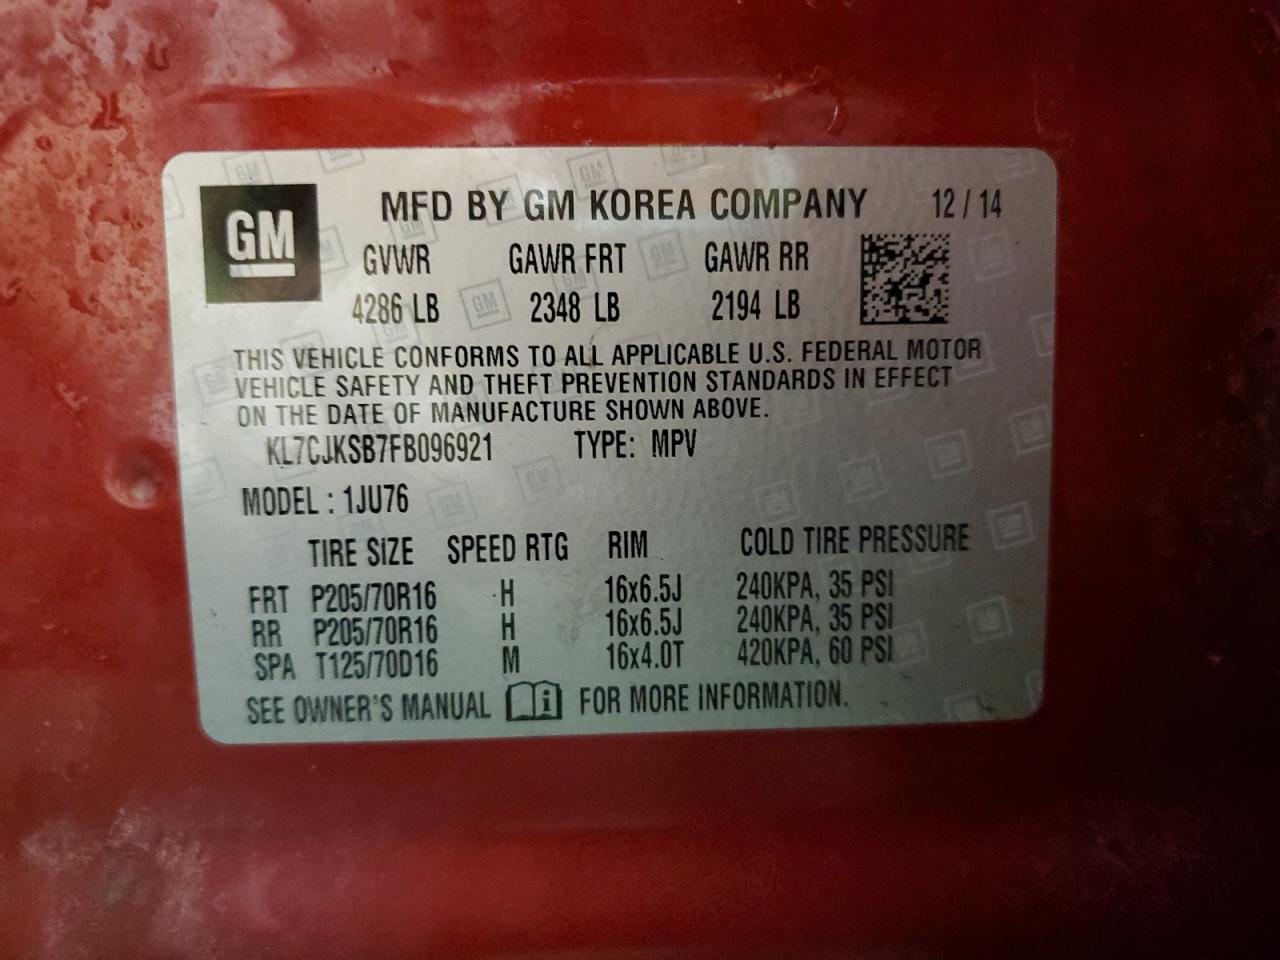 GM
MFD BY GM KOREA COMPANY 12 / 14
GVWR GAWR FRT GAWR RR
4286 LB 2348 LB 2194 LB
THIS VEHICLE CONFORMS TO ALL APPLICABLE U.S. FEDERAL MOTOR
VEHICLE SAFETY AND THEFT PREVENTION STANDARDS IN EFFECT
ON THE DATE OF MANUFACTURE SHOWN ABOVE.
KL7CJKSB7FB096921 TYPE: MPV
MODEL : 1JU76
TIRE SIZE SPEED RTG RIM COLD TIRE PRESSURE
FRT P205/70R16 H 16x6.5J 240KPA, 35 PSI
RR P205/70R16 H 16x6.5J 240KPA, 35 PSI
SPA T125/70D16 M 16x4.0T 420KPA, 60 PSI
SEE OWNER'S MANUAL i FOR MORE INFORMATION.